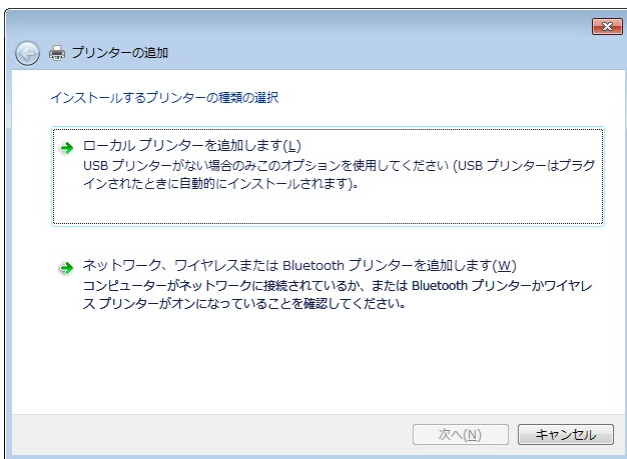 プリンターの追加
インストールするプリンターの種類の選択
ローカル プリンターを追加します(L)
USB プリンターがない場合のみこのオプションを使用してください (USB プリンターはプラグ
インされたときに自動的にインストールされます)。
ネットワーク、ワイヤレスまたは Bluetooth プリンターを追加します(W)
コンピューターがネットワークに接続されているか、または Bluetooth プリンターかワイヤレ
ス プリンターがオンになっていることを確認してください。
次へ(N) キャンセル